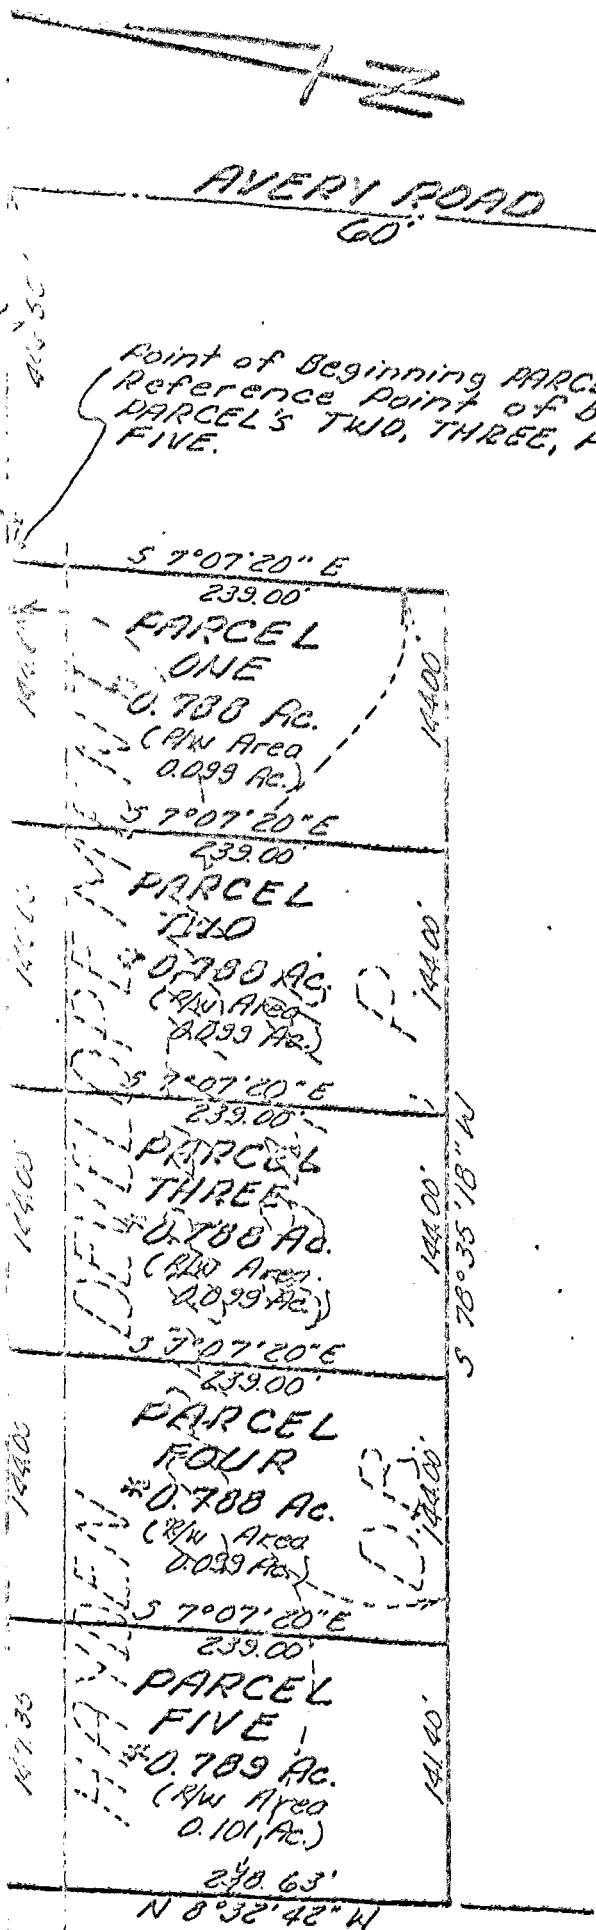 N
AVERY ROAD
60'
Point of Beginning PARCE
Reference Point of B
PARCEL'S TWO, THREE, F
FIVE.
S 7°07'20" E
239.00'
PARCEL
ONE
*0.788 Ac.
(R/W Area
0.099 Ac.)
144.00'
S 7°07'20" E
239.00'
PARCEL
TWO
*0.788 Ac.
(R/W Area
0.099 Ac.)
144.00'
S 7°07'20" E
239.00'
PARCEL
THREE
*0.788 Ac.
(R/W Area
0.099 Ac.)
144.00'
144.00'
S 78°35'18" W
S 7°07'20" E
239.00'
PARCEL
FOUR
*0.788 Ac.
(R/W Area
0.099 Ac.)
144.00'
144.00'
S 7°07'20" E
239.00'
PARCEL
FIVE
*0.789 Ac.
(R/W Area
0.101 Ac.)
147.35
141.40'
63'
N 8°32'42" W
HAYDEN DEVELOPEMENT